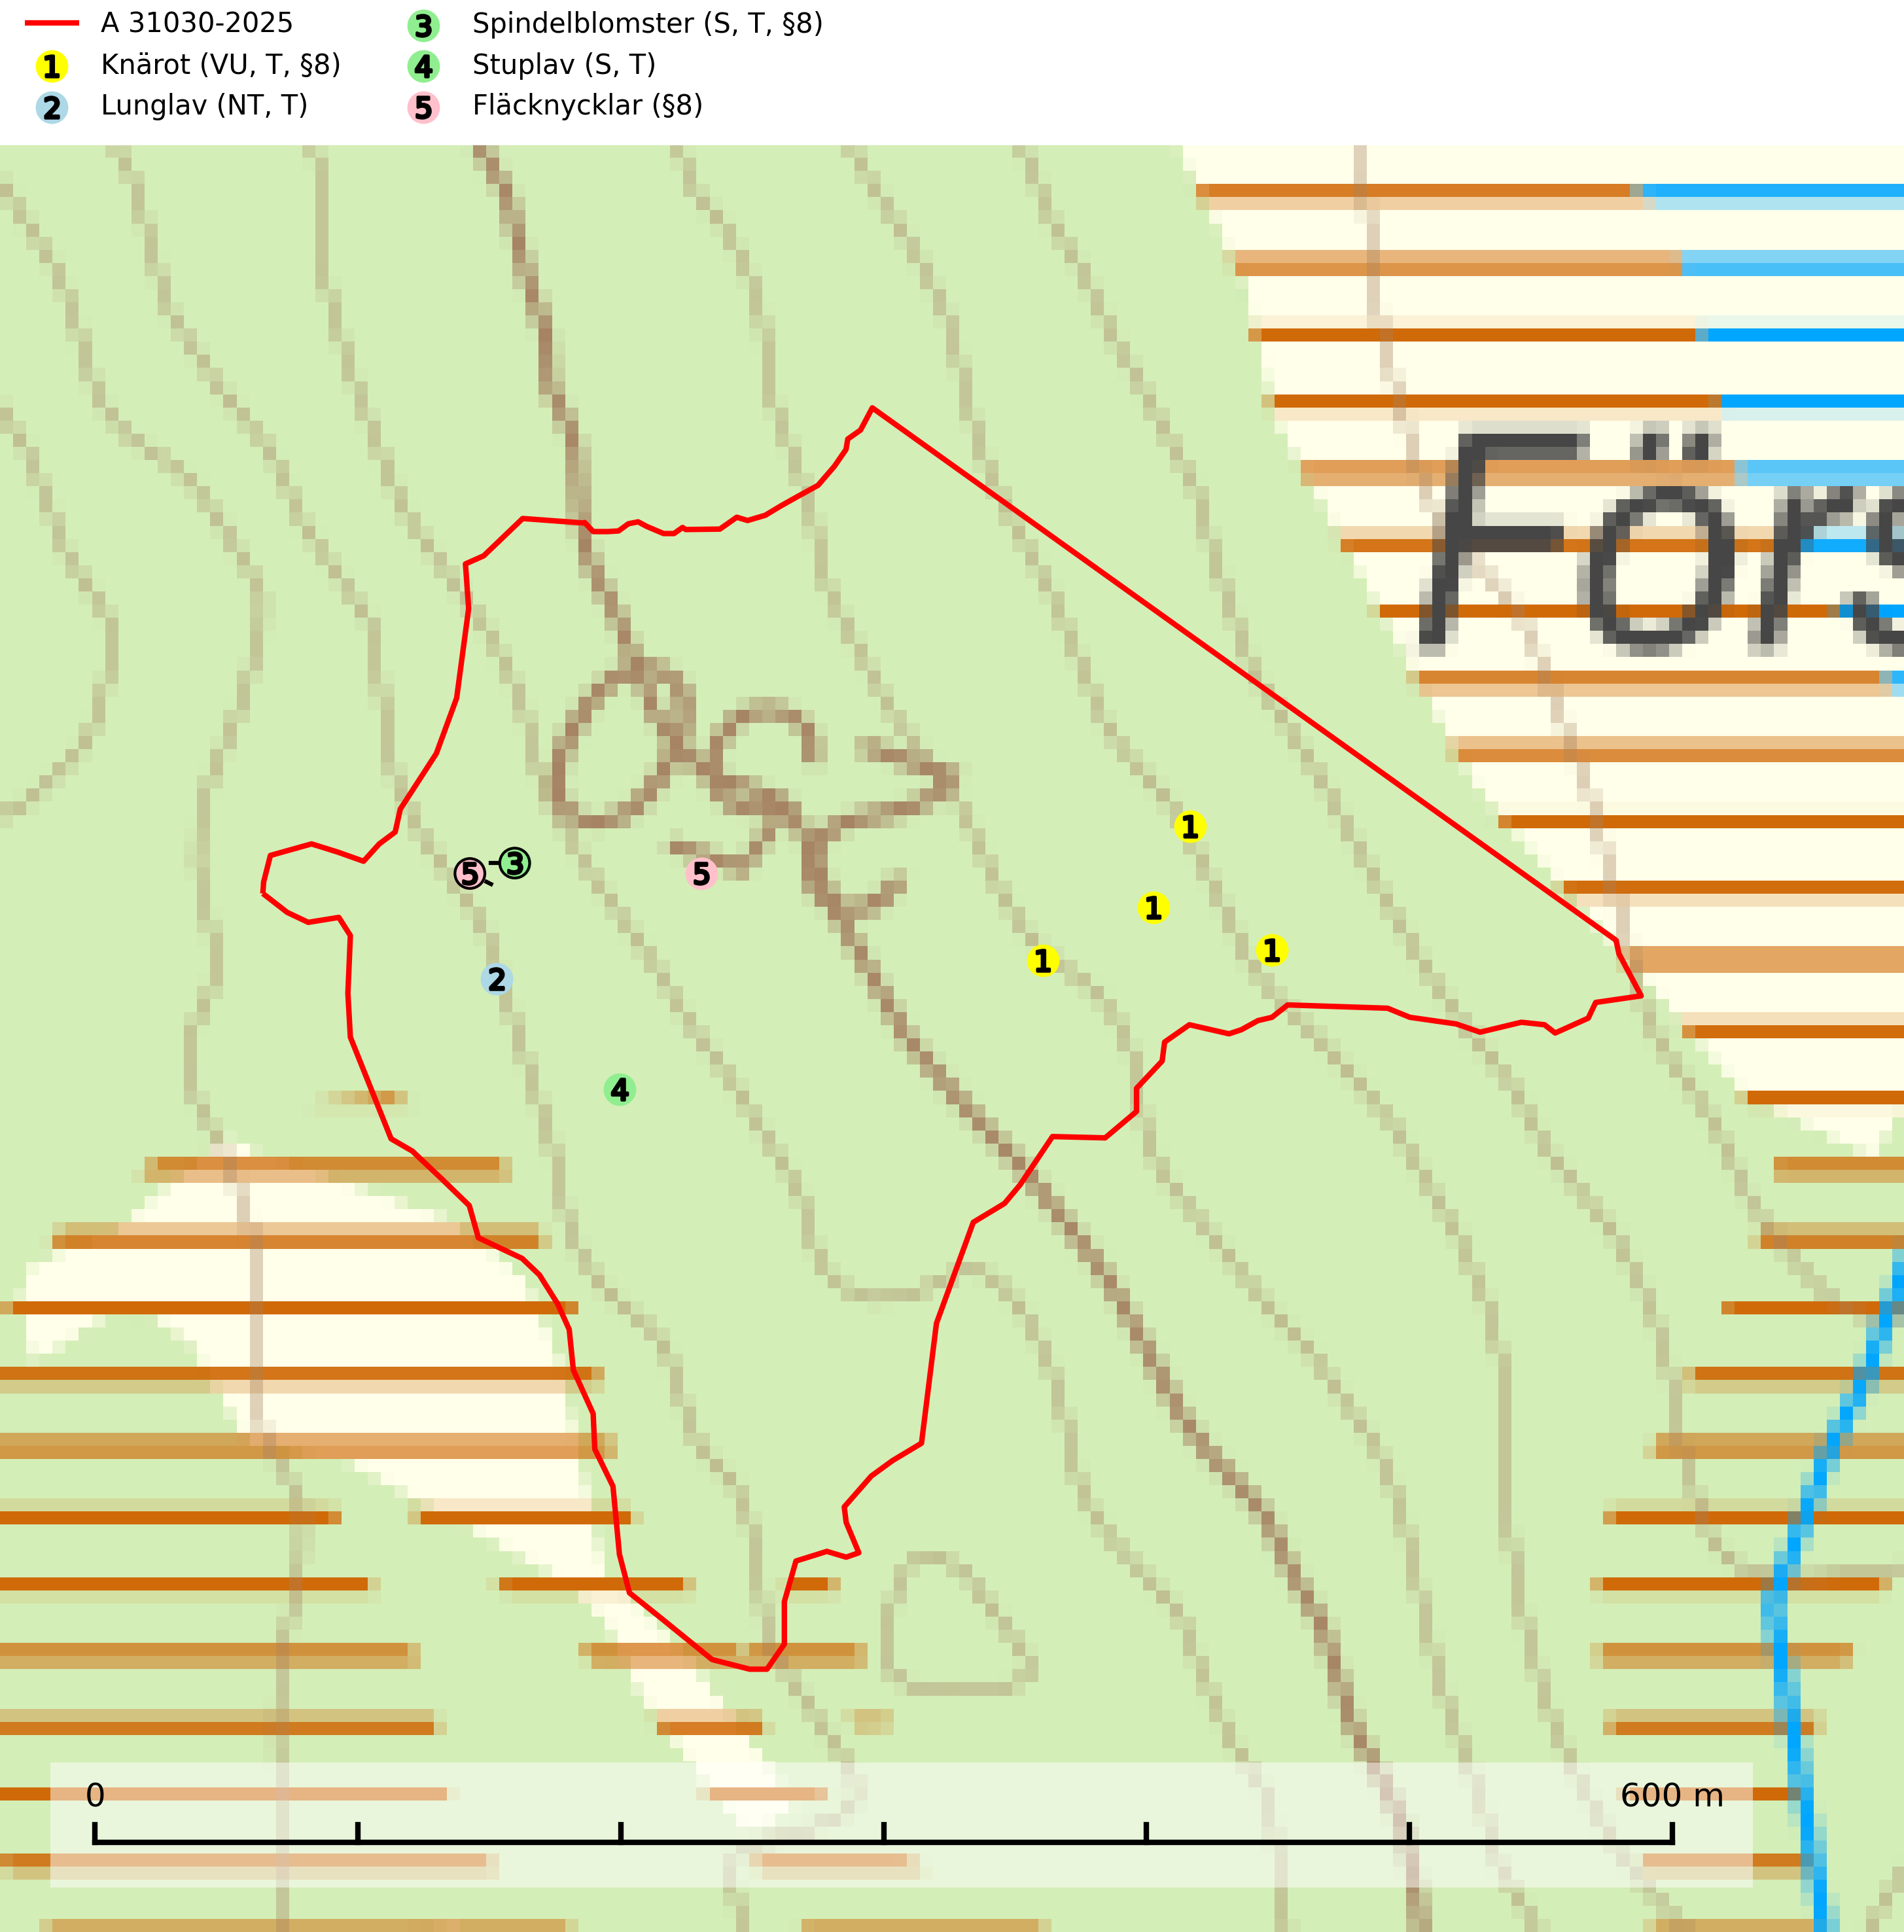 A 31030-2025
1 Knärot (VU, T, §8)
2 Lunglav (NT, T)
3 Spindelblomster (S, T, §8)
4 Stuplav (S, T)
5 Fläcknycklar (§8)
Förs
1
1
5 3
5
1
1
2
4
0 600 m